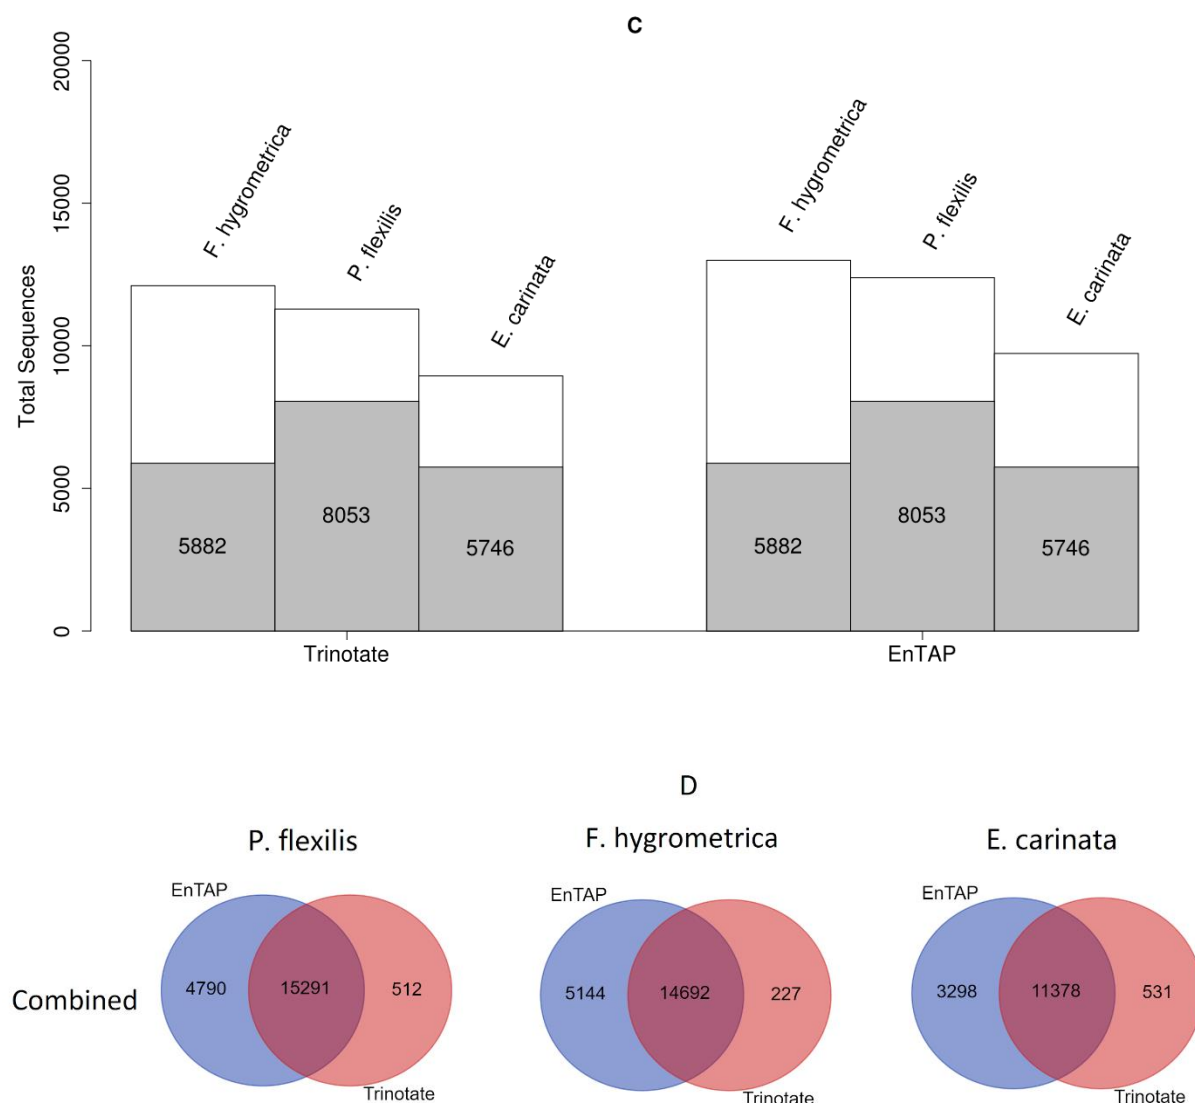 C
20000
15000
10000
5000
0
Total Sequences
F. hygrometrica
P. flexilis
E. carinata
F. hygrometrica
P. flexilis
E. carinata
5882
8053
5746
5882
8053
5746
Trinotate
EnTAP
D
P. flexilis
F. hygrometrica
E. carinata
Combined
EnTAP
4790
15291
512
Trinotate
EnTAP
5144
14692
227
Trinotate
EnTAP
3298
11378
531
Trinotate